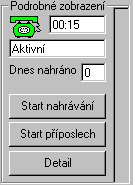 Podrobné zobrazení
00:15
Aktivní
Dnes nahráno 0
Start nahrávání
Start příposlech
Detail